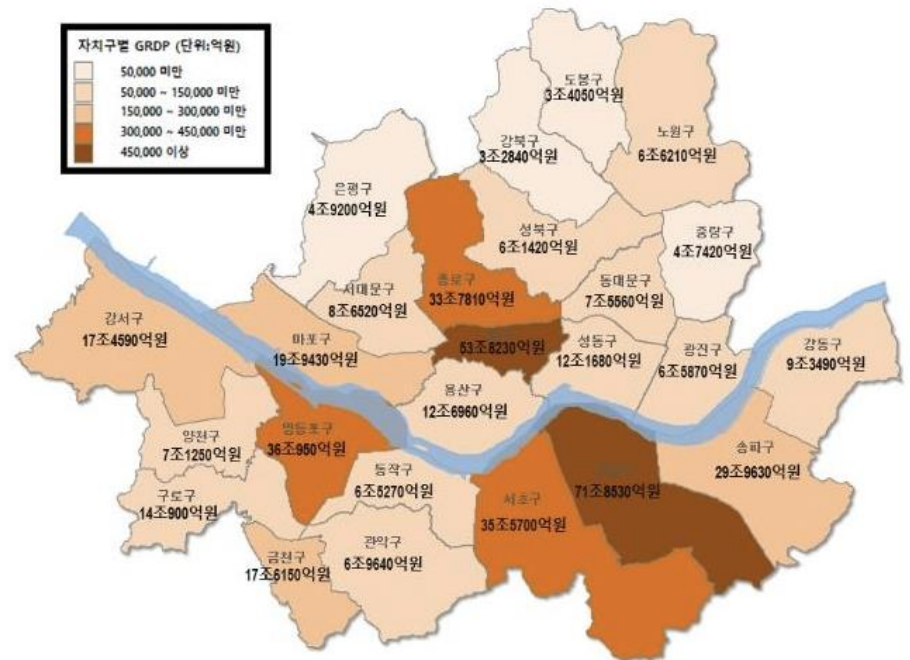 자치구별 GRDP (단위:억원)
50,000 미만
50,000 ~ 150,000 미만
150,000 ~ 300,000 미만
300,000 ~ 450,000 미만
450,000 이상
도봉구
3조4050억원
강북구
3조2840억원
노원구
6조6210억원
은평구
4조9200억원
성북구
6조1420억원
중랑구
4조7420억원
종로구
33조7810억원
동대문구
7조5560억원
서대문구
8조6520억원
강서구
17조4590억원
마포구
19조9430억원
53조8230억원
성동구
12조1680억원
광진구
6조5870억원
강동구
9조3490억원
용산구
12조6960억원
양천구
7조1250억원
영등포구
36조950억원
동작구
6조5270억원
송파구
29조9630억원
71조8530억원
구로구
14조900억원
서초구
35조5700억원
금천구
17조6150억원
관악구
6조9640억원